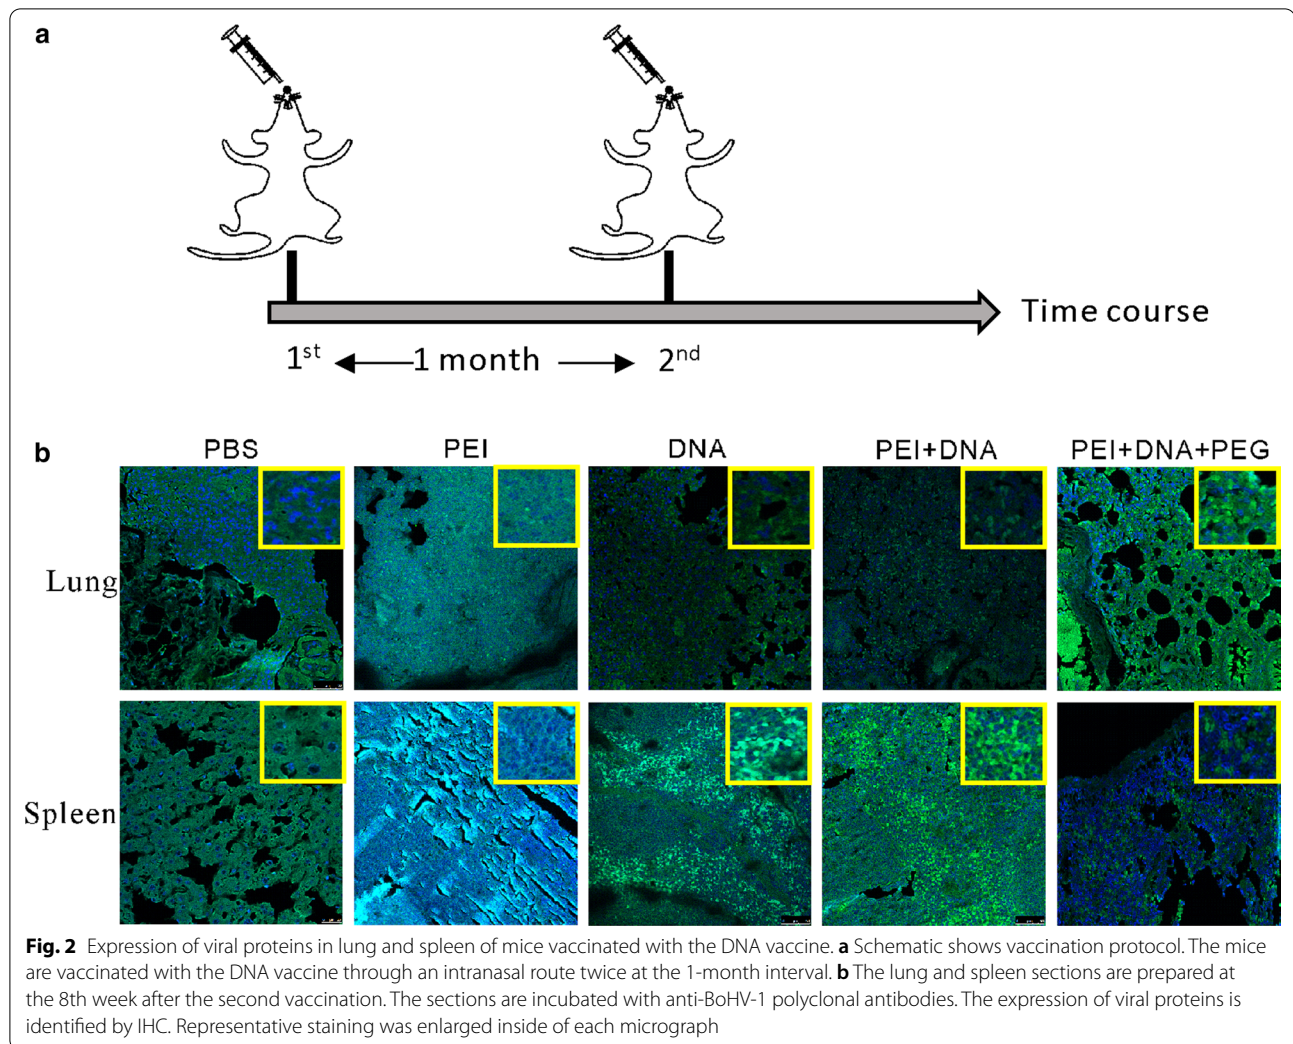 a
Time course
1st 1 month 2nd
b
PBS PEI DNA PEI+DNA PEI+DNA+PEG
Lung
Spleen
Fig. 2 Expression of viral proteins in lung and spleen of mice vaccinated with the DNA vaccine. a Schematic shows vaccination protocol. The mice
are vaccinated with the DNA vaccine through an intranasal route twice at the 1-month interval. b The lung and spleen sections are prepared at
the 8th week after the second vaccination. The sections are incubated with anti-BoHV-1 polyclonal antibodies. The expression of viral proteins is
identified by IHC. Representative staining was enlarged inside of each micrograph